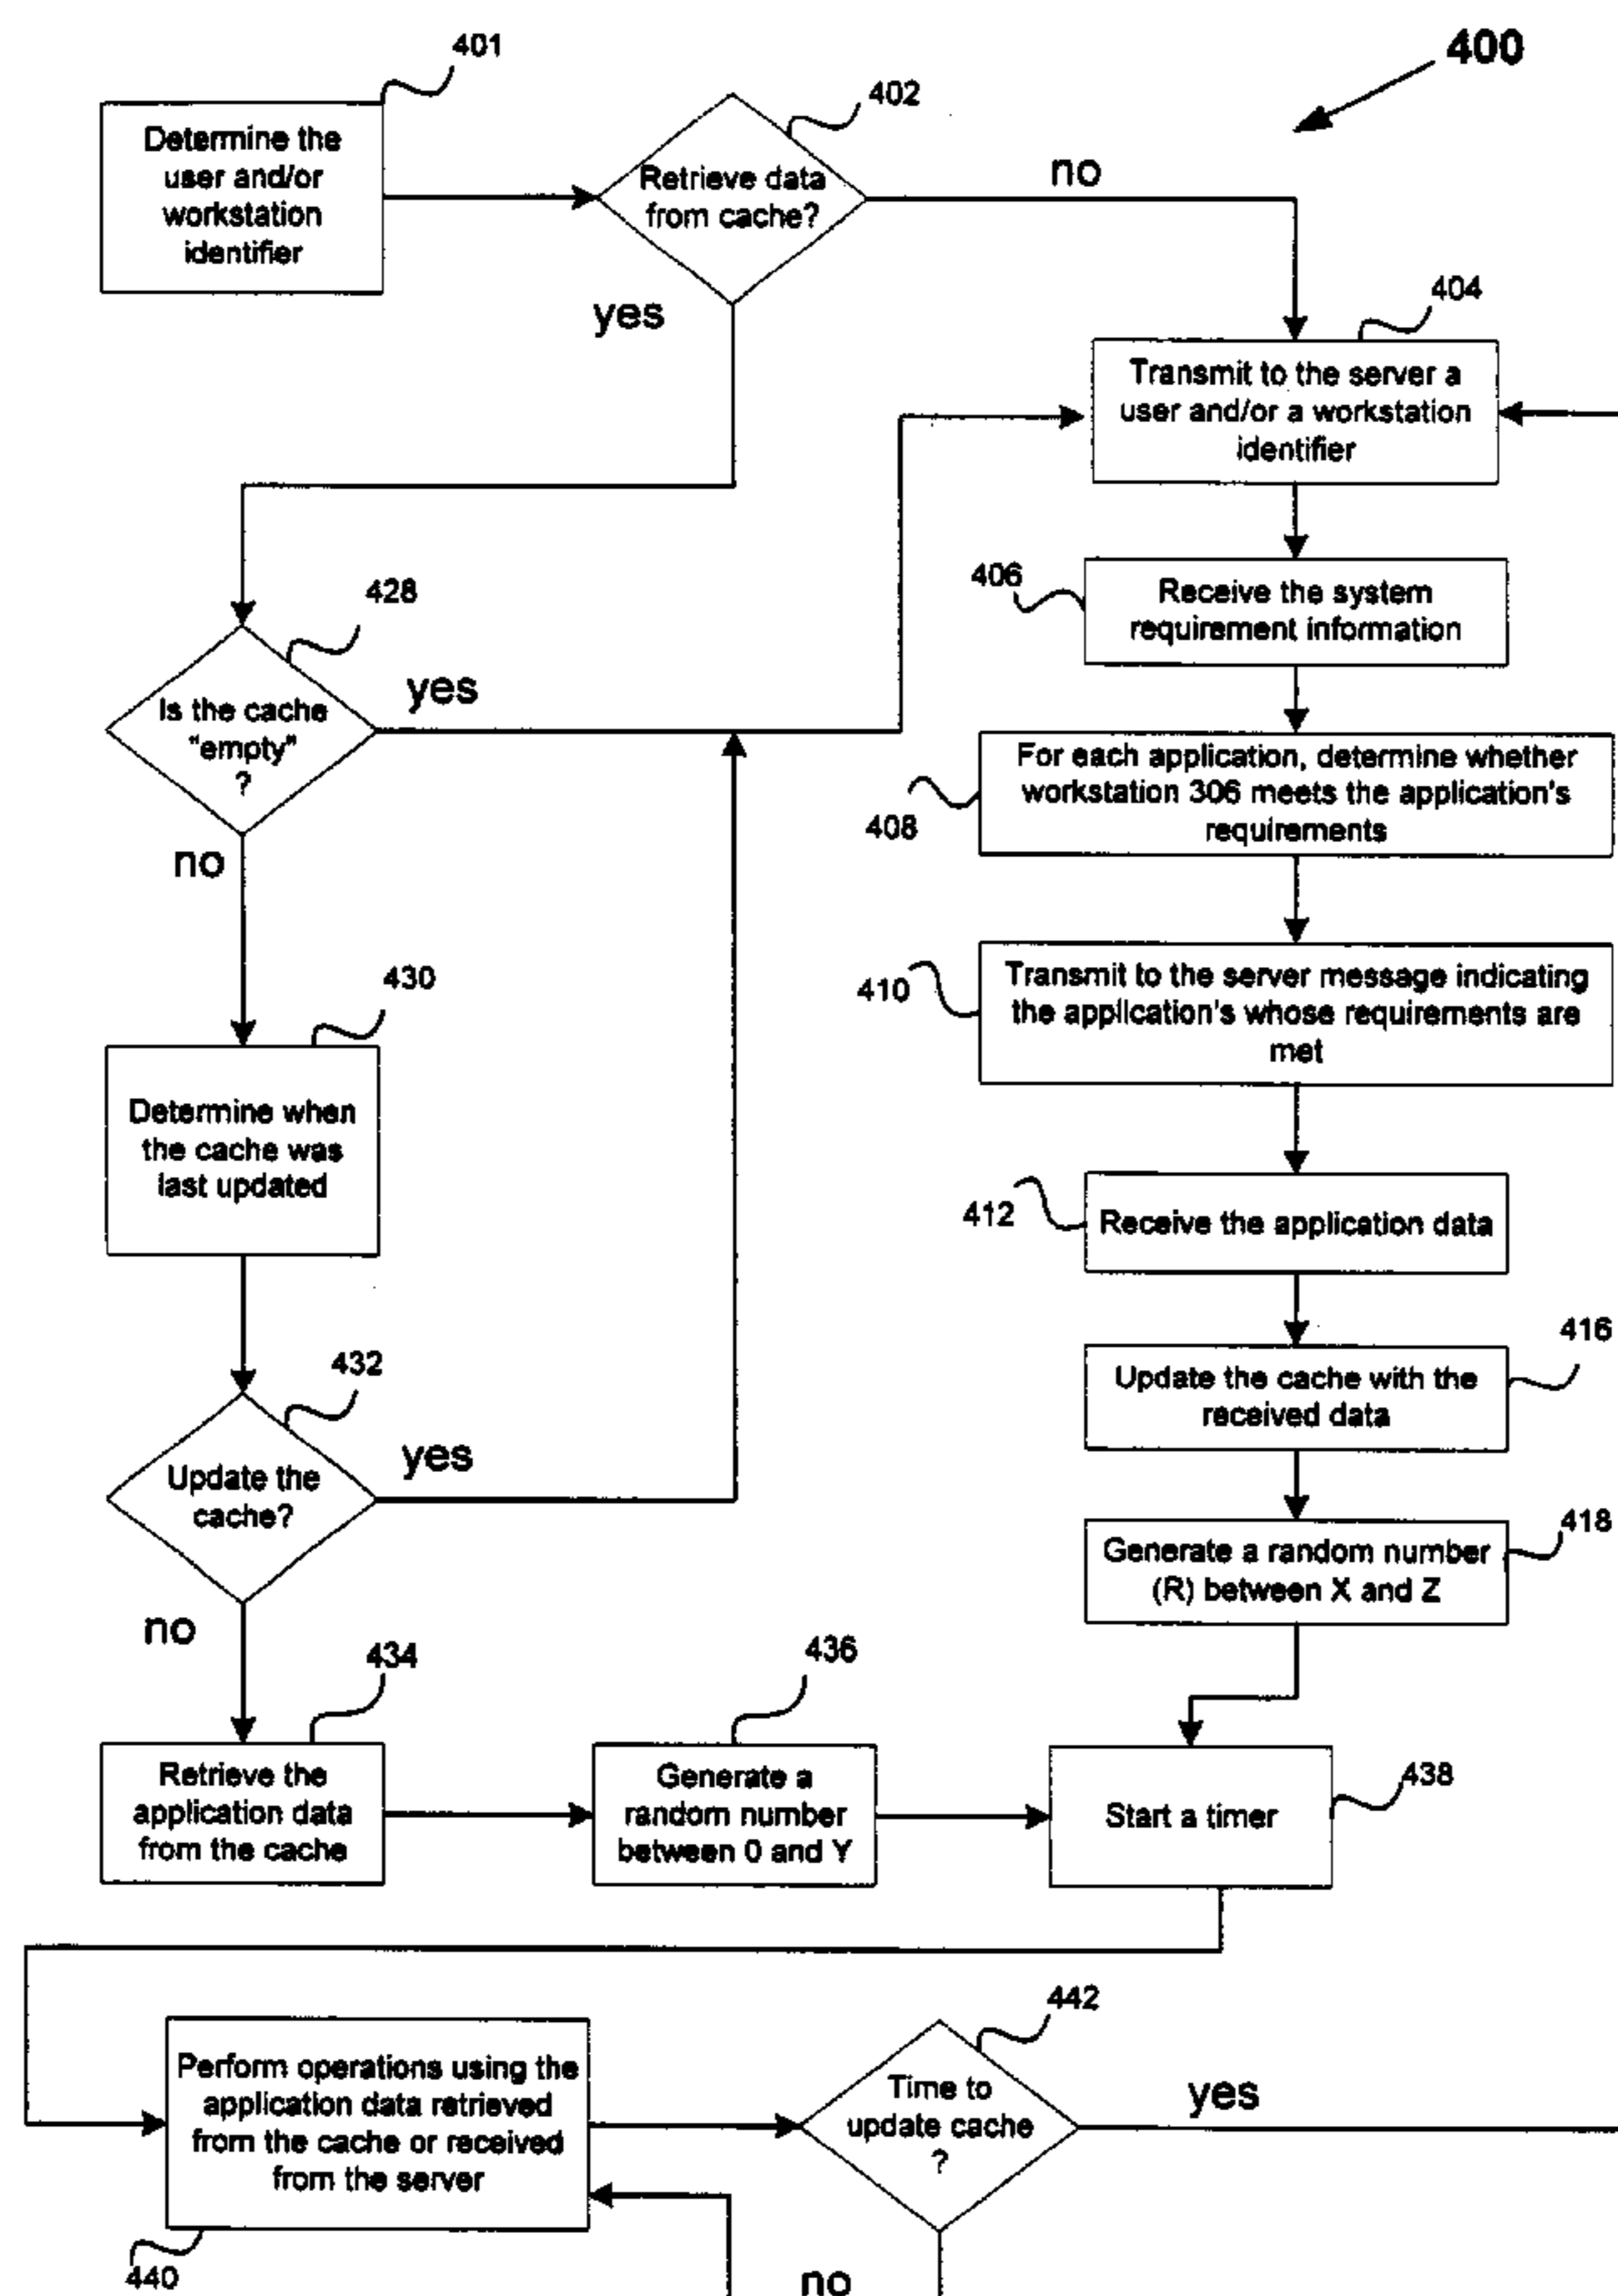 401
400
Determine the
user and/or
workstation
identifier
402
Retrieve data
from cache?
no
yes
404
Transmit to the server a
user and/or a workstation
identifier
406
Receive the system
requirement information
428
Is the cache
"empty"
?
yes
no
For each application, determine whether
workstation 306 meets the application's
requirements
408
410
Transmit to the server message indicating
the application's whose requirements are
met
430
Determine when
the cache was
last updated
412
Receive the application data
416
Update the cache with the
received data
432
Update the
cache?
yes
no
418
Generate a random number
(R) between X and Z
434
Retrieve the
application data
from the cache
436
Generate a
random number
between 0 and Y
438
Start a timer
Perform operations using the
application data retrieved
from the cache or received
from the server
440
442
Time to
update cache
?
yes
no